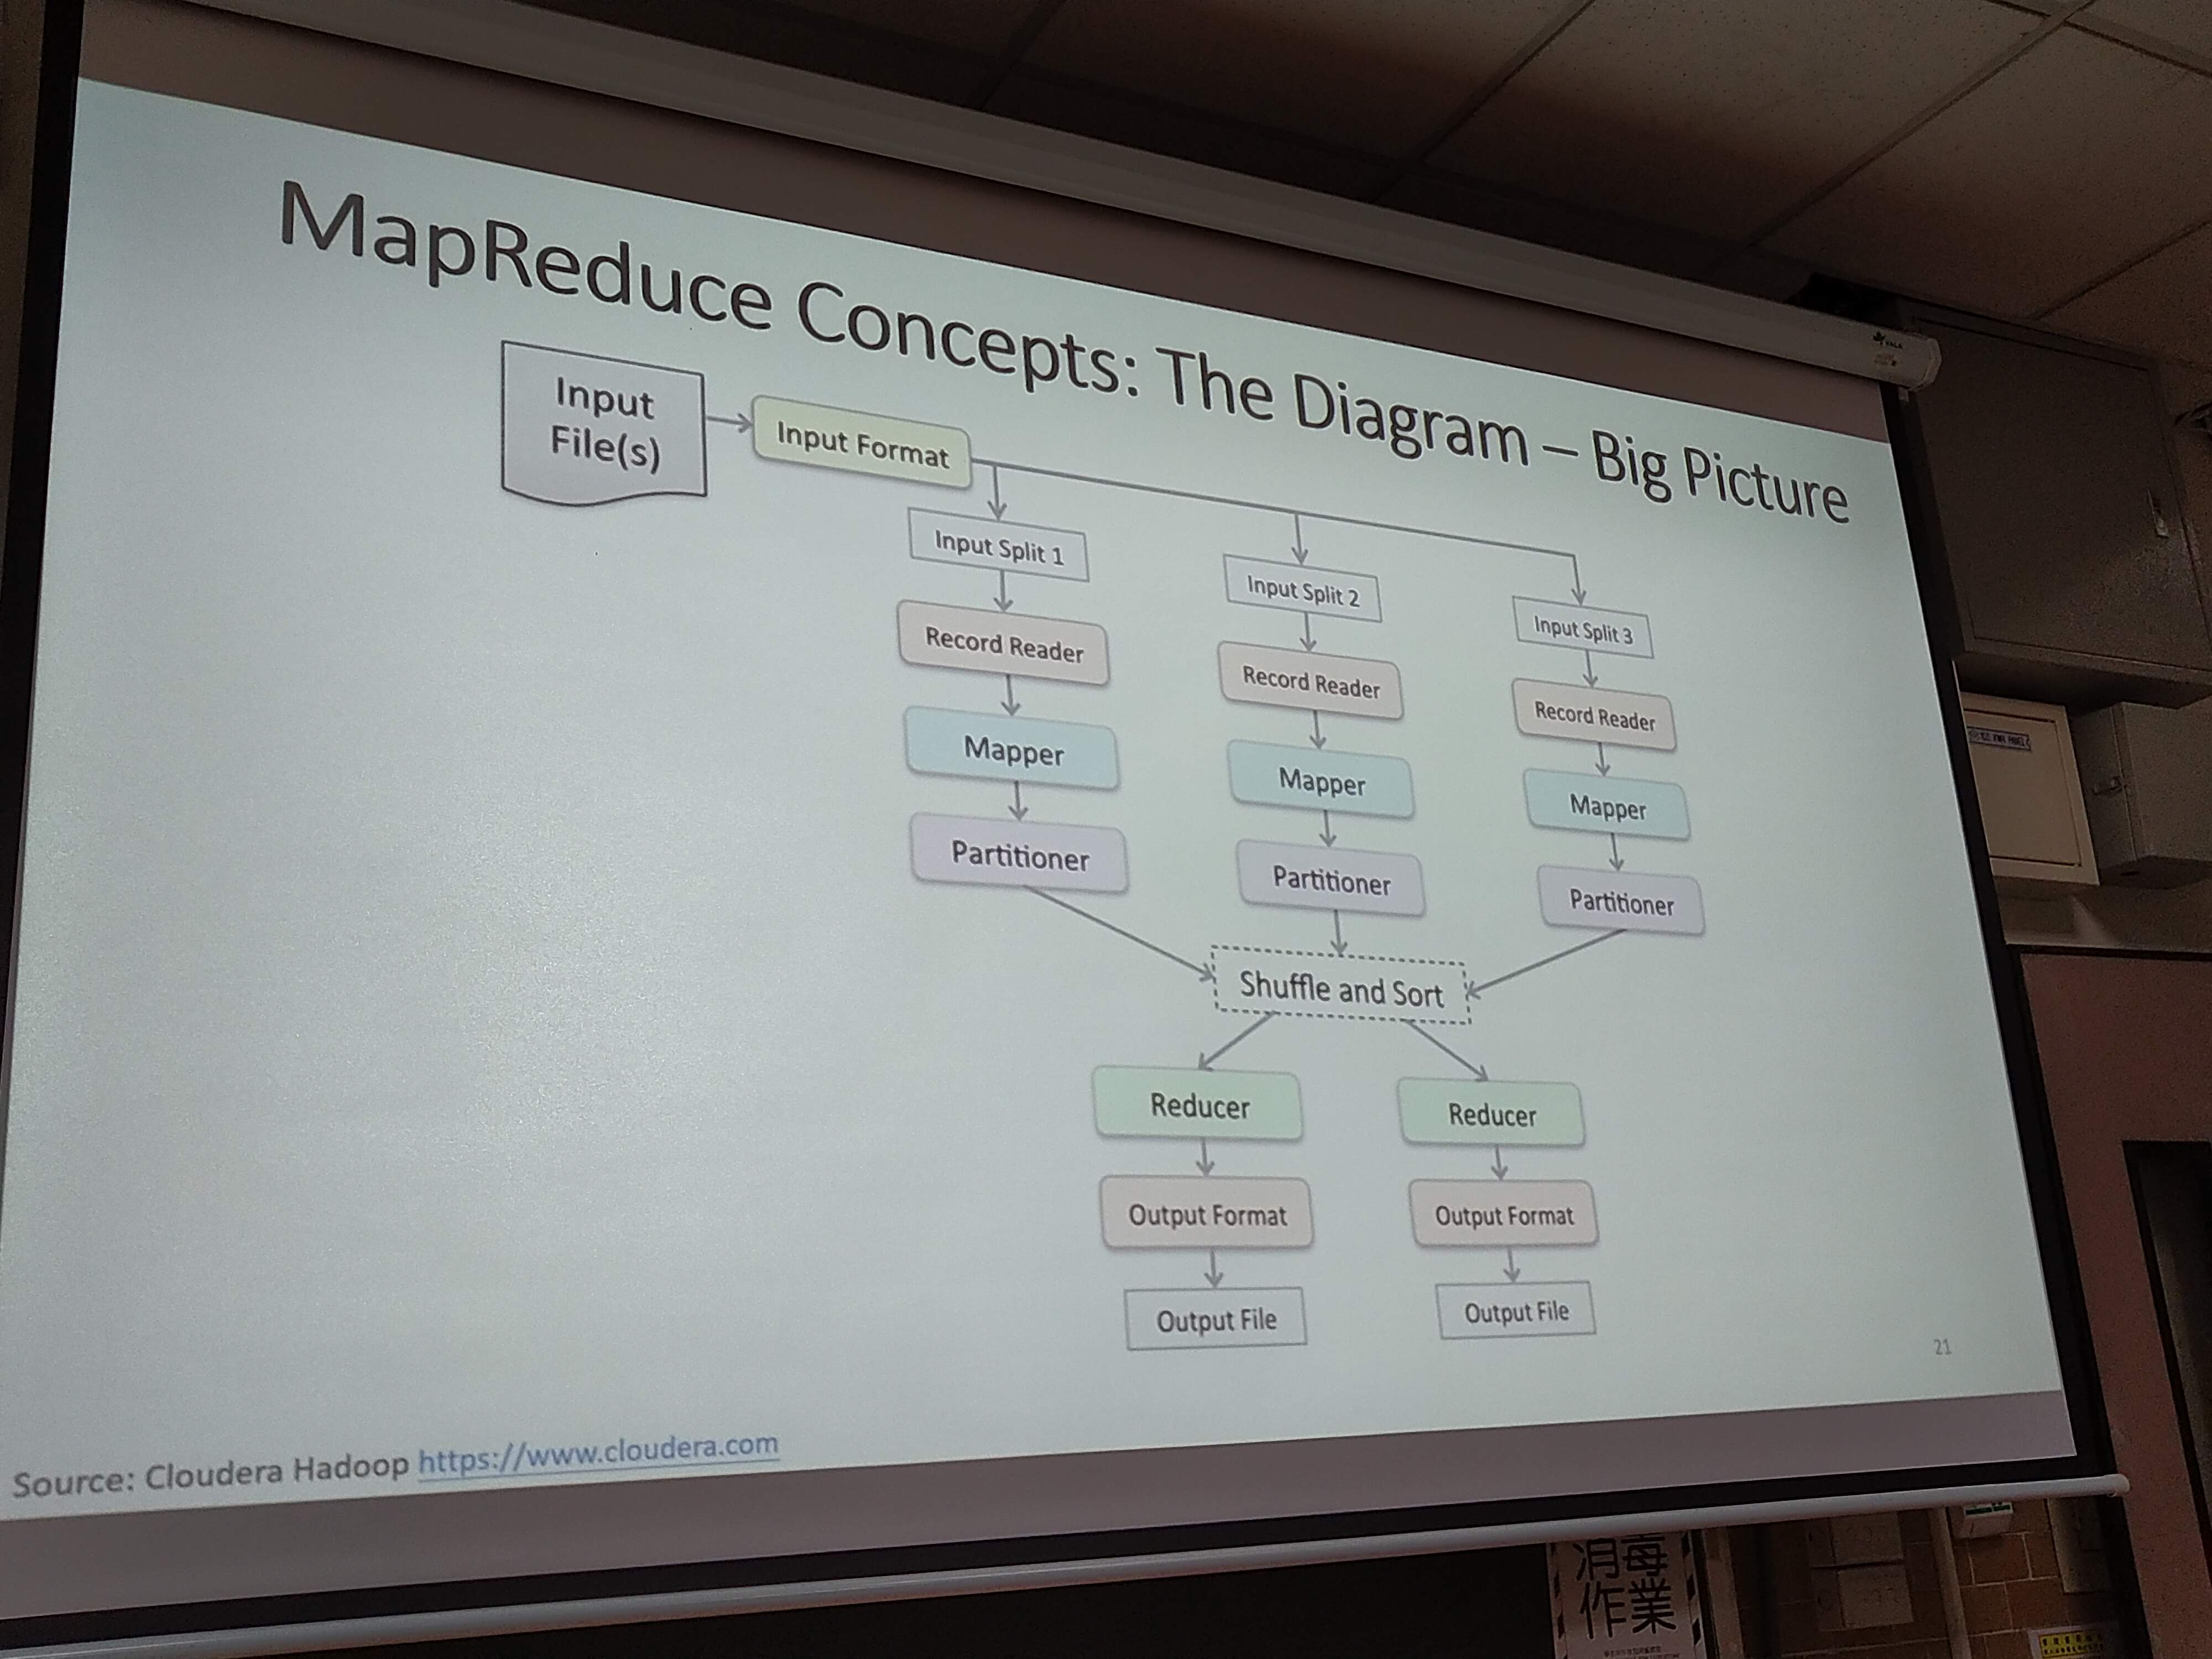 MapReduce Concepts: The Diagram – Big Picture
Input
File(s)
Input Format
Input Split 1
Input Split 2
Input Split 3
Record Reader
Record Reader
Record Reader
Mapper
Mapper
Mapper
Partitioner
Partitioner
Partitioner
Shuffle and Sort
Reducer
Reducer
Output Format
Output Format
Output File
Output File
21
Source: Cloudera Hadoop https://www.cloudera.com
消毒
作業